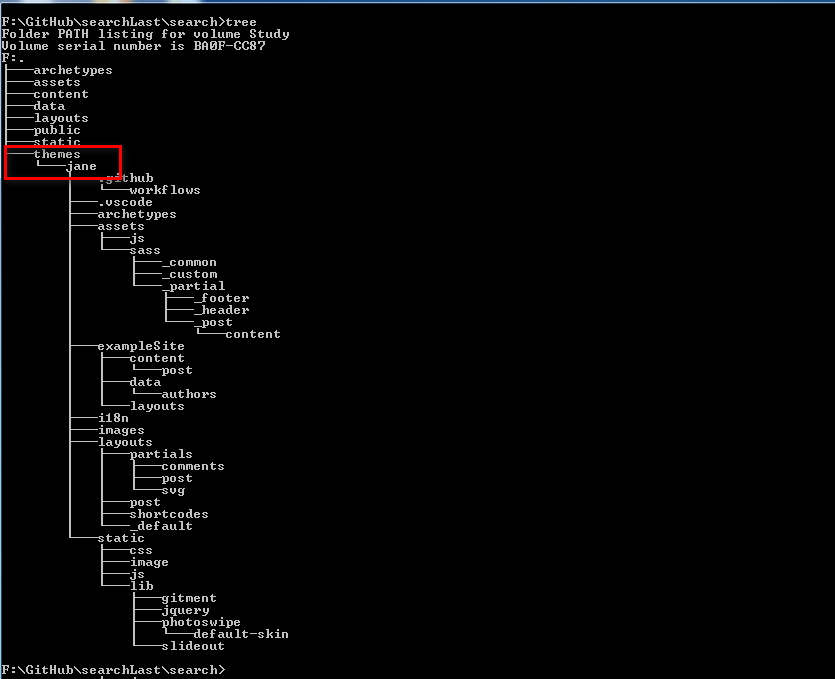 F:\GitHub\searchLast\search>tree
Folder PATH listing for volume Study
Volume serial number is BA0F-CC87
F:.
├───archetypes
├───assets
├───content
├───data
├───layouts
├───public
├───static
└───themes
    └───jane
        ├───.github
        │   └───workflows
        ├───.vscode
        ├───archetypes
        ├───assets
        │   ├───js
        │   └───sass
        │       ├───_common
        │       ├───_custom
        │       └───_partial
        │           ├───_footer
        │           ├───_header
        │           └───_post
        │               └───content
        ├───exampleSite
        │   ├───content
        │   │   └───post
        │   ├───data
        │   │   └───authors
        │   └───layouts
        ├───i18n
        ├───images
        ├───layouts
        │   ├───partials
        │   │   ├───comments
        │   │   ├───post
        │   │   └───svg
        │   ├───post
        │   ├───shortcodes
        │   └───_default
        └───static
            ├───css
            ├───image
            ├───js
            └───lib
                ├───gitment
                ├───jquery
                ├───photoswipe
                │   └───default-skin
                └───slideout
F:\GitHub\searchLast\search>